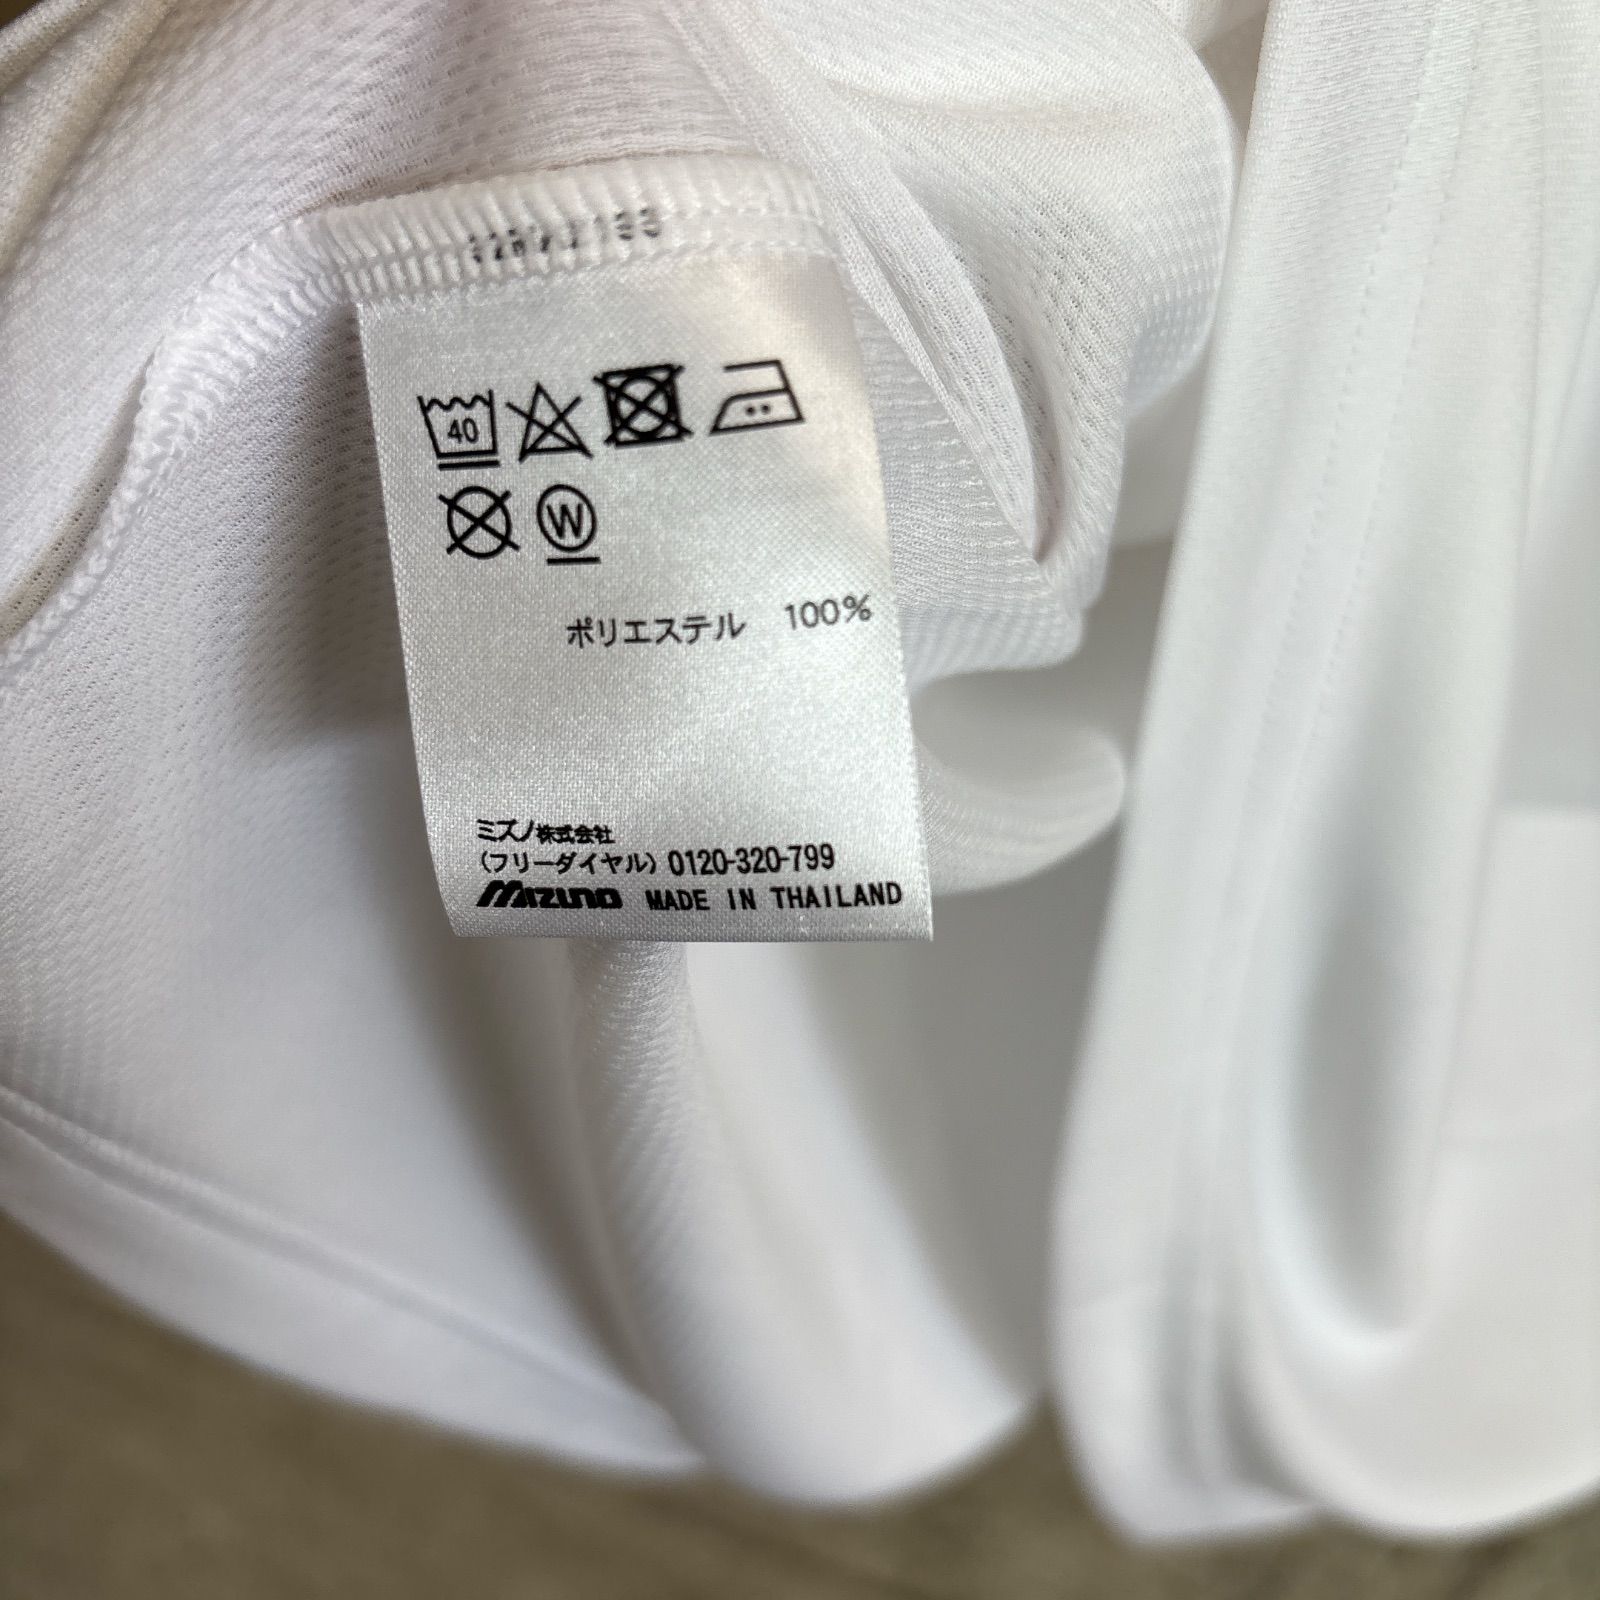 40
W
ポリエステル 100%
ミズノ株式会社
(フリーダイヤル) 0120-320-799
MIZUNO MADE IN THAILAND